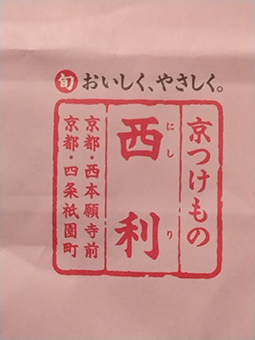 旬 おいしく、やさしく。
京つけもの
西利
にしり
京都・西本願寺前
京都・四条祇園町